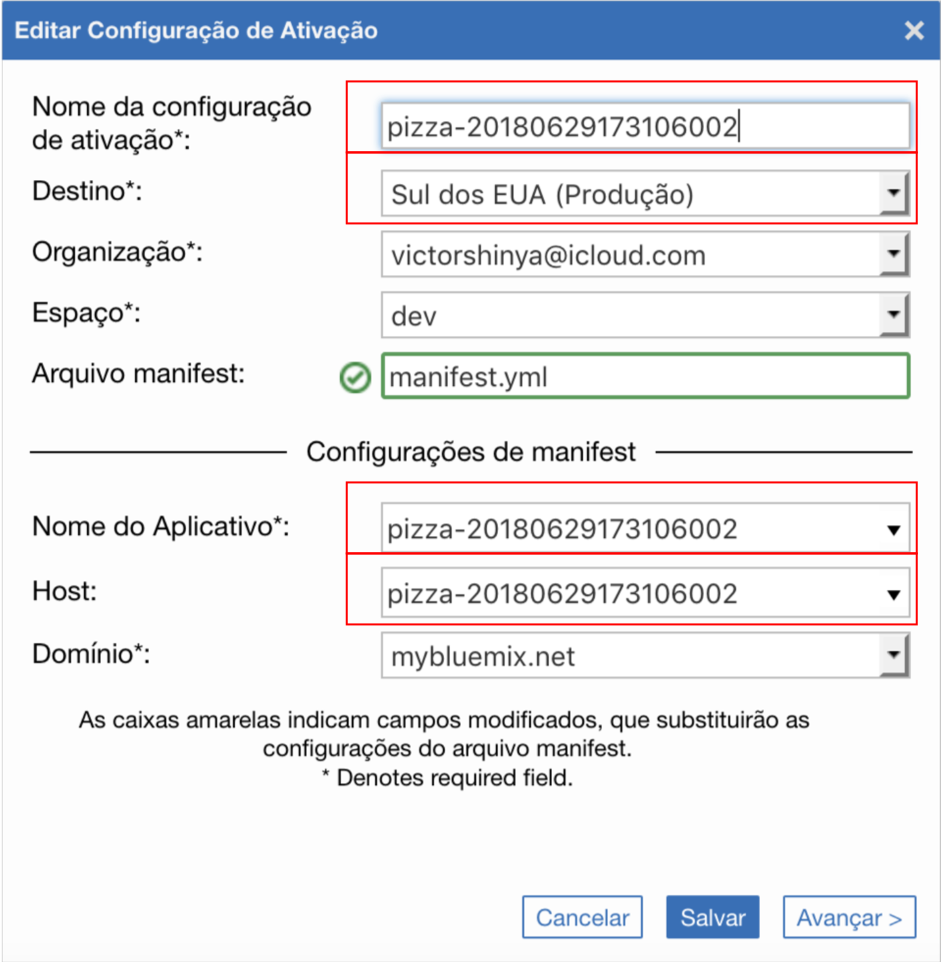 Editar Configuração de Ativação
Nome da configuração
de ativação*:
pizza-20180629173106002
Destino*:
Sul dos EUA (Produção)
Organização*:
victorshinya@icloud.com
Espaço*:
dev
Arquivo manifest:
manifest.yml
Configurações de manifest
Nome do Aplicativo*:
pizza-20180629173106002
Host:
pizza-20180629173106002
Domínio*:
mybluemix.net
As caixas amarelas indicam campos modificados, que substituirão as
configurações do arquivo manifest.
* Denotes required field.
Cancelar
Salvar
Avançar >